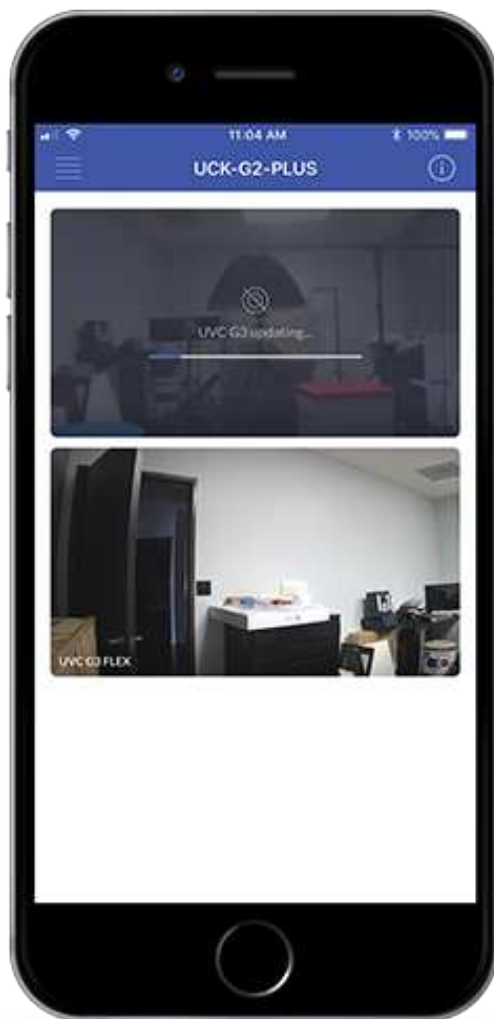 11:04 AM
100%
UCK-G2-PLUS
UVC G3 updating...
UVC G3 FLEX